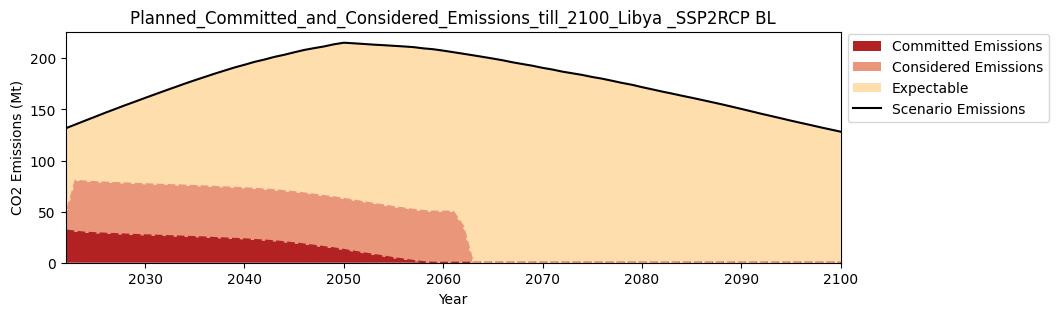 Planned_Committed_and_Considered_Emissions_till_2100_Libya _SSP2RCP BL
CO2 Emissions (Mt)
200
150
100
50
0
2030 2040 2050 2060 2070 2080 2090 2100
Year
Committed Emissions
Considered Emissions
Expectable
Scenario Emissions